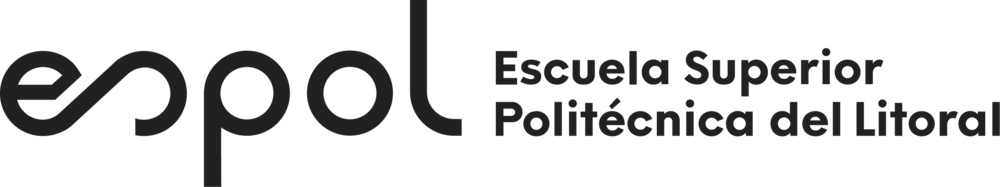 espol
Escuela Superior
Politécnica del Litoral